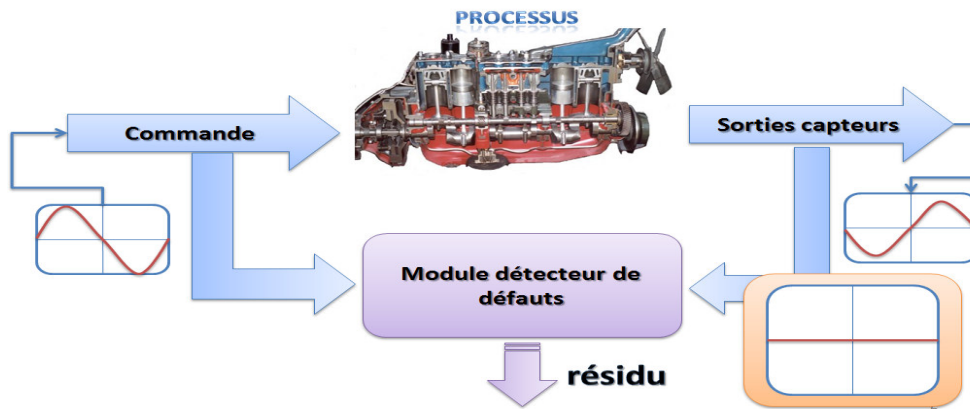 PROCESSUS
Commande
Sorties capteurs
Module détecteur de
défauts
résidu